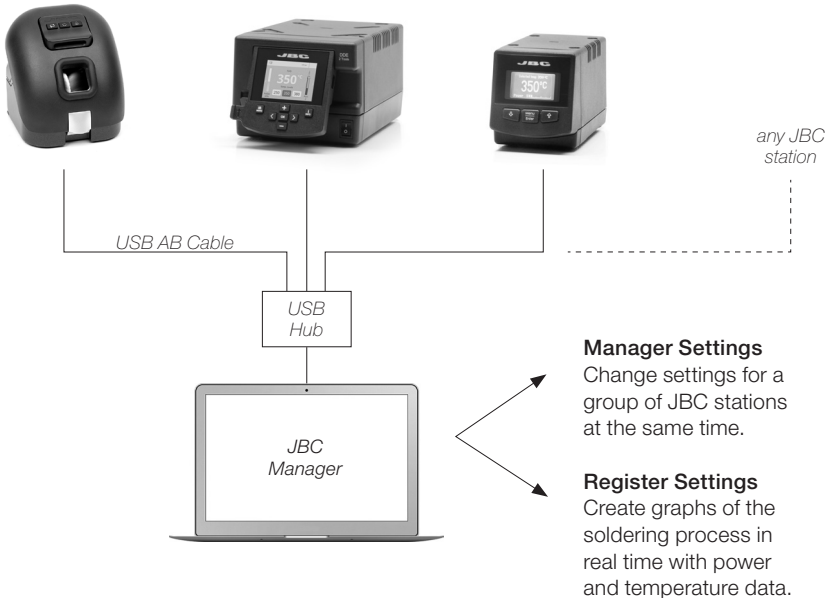 JBC
350°
JBC
350°C
any JBC
station
USB AB Cable
USB
Hub
JBC
Manager
Manager Settings
Change settings for a
group of JBC stations
at the same time.
Register Settings
Create graphs of the
soldering process in
real time with power
and temperature data.